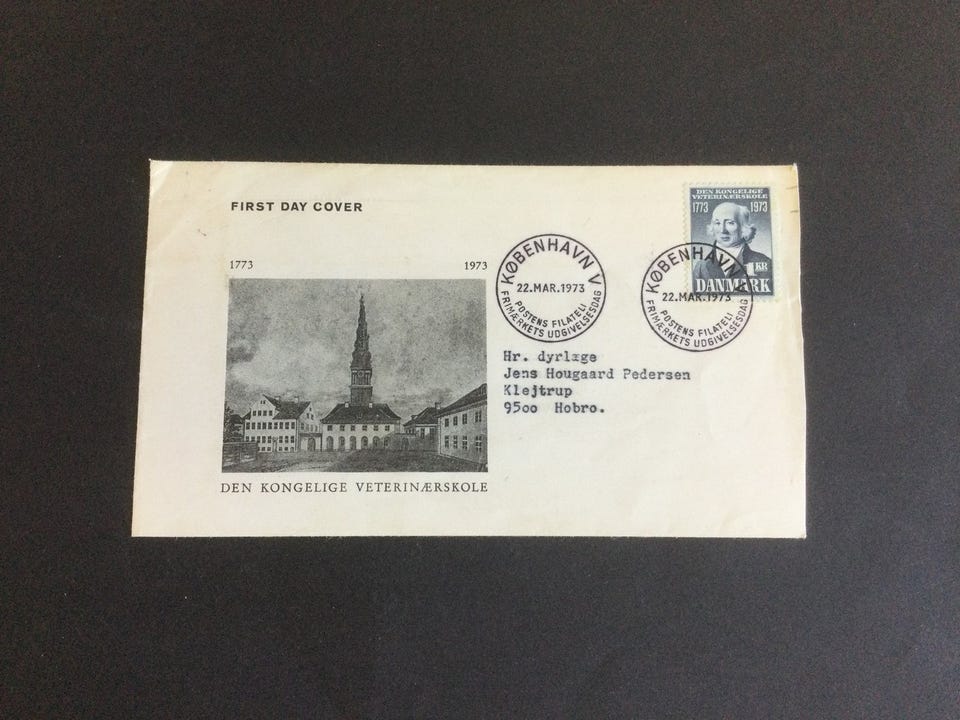 FIRST DAY COVER
1773 1973
DEN KONGELIGE VETERINÆRSKOLE
KØBENHAVN V
22.MAR.1973
POSTENS FILATELI
FRIMÆRKETS UDGIVELSESDAG
DEN KONGELIGE
VETERINÆRSKOLE
1773 1973
1 KR
DANMARK
KØBENHAVN V
22.MAR.1973
POSTENS FILATELI
FRIMÆRKETS UDGIVELSESDAG
Hr. dyrlæge
Jens Hougaard Pedersen
Klejtrup
95oo Hobro.